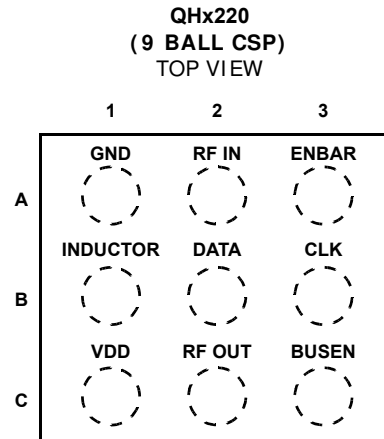 QHx220
(9 BALL CSP)
TOP VIEW
1 2 3
GND RF IN ENBAR
A
INDUCTOR DATA CLK
B
VDD RF OUT BUSEN
C